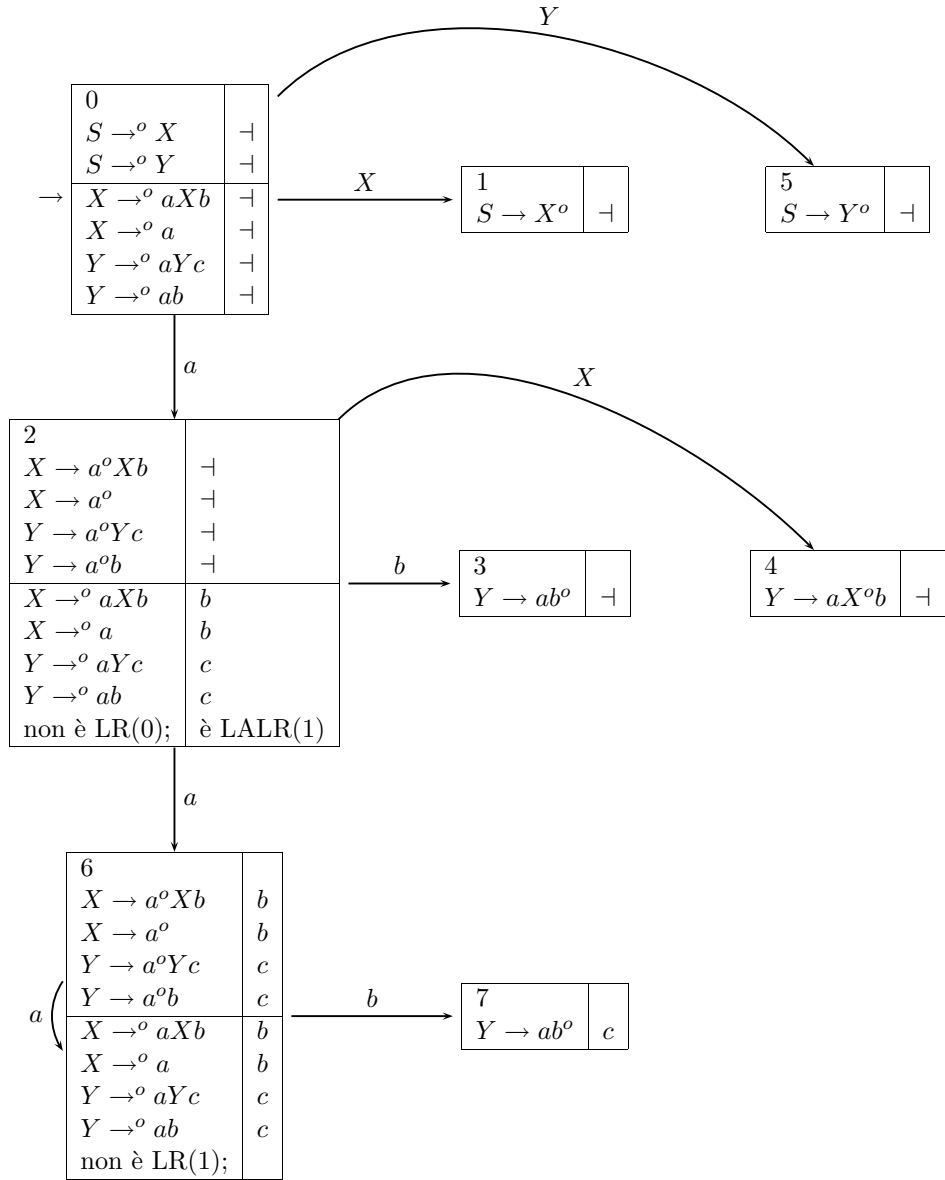 Y
0
S →ᵒ X ⊣
S →ᵒ Y ⊣
→ X →ᵒ aXb ⊣
X →ᵒ a ⊣
Y →ᵒ aYc ⊣
Y →ᵒ ab ⊣
X
1
S → Xᵒ ⊣
5
S → Yᵒ ⊣
a
X
2
X → aᵒXb ⊣
X → aᵒ ⊣
Y → aᵒYc ⊣
Y → aᵒb ⊣
X →ᵒ aXb b
X →ᵒ a b
Y →ᵒ aYc c
Y →ᵒ ab c
non è LR(0); è LALR(1)
b
3
Y → abᵒ ⊣
4
Y → aXᵒb ⊣
a
6
X → aᵒXb b
X → aᵒ b
Y → aᵒYc c
Y → aᵒb c
X →ᵒ aXb b
X →ᵒ a b
Y →ᵒ aYc c
Y →ᵒ ab c
non è LR(1);
a
b
7
Y → abᵒ c